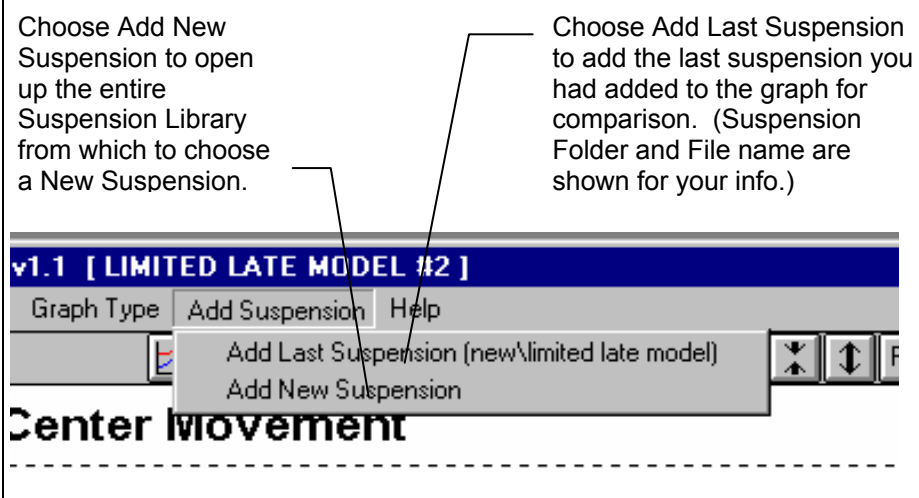 Choose Add New
Suspension to open
up the entire
Suspension Library
from which to choose
a New Suspension.
Choose Add Last Suspension
to add the last suspension you
had added to the graph for
comparison.  (Suspension
Folder and File name are
shown for your info.)
v1.1 [ LIMITED LATE MODEL #2 ]
Graph Type Add Suspension Help
Add Last Suspension (new\limited late model)
Add New Suspension
Center Movement